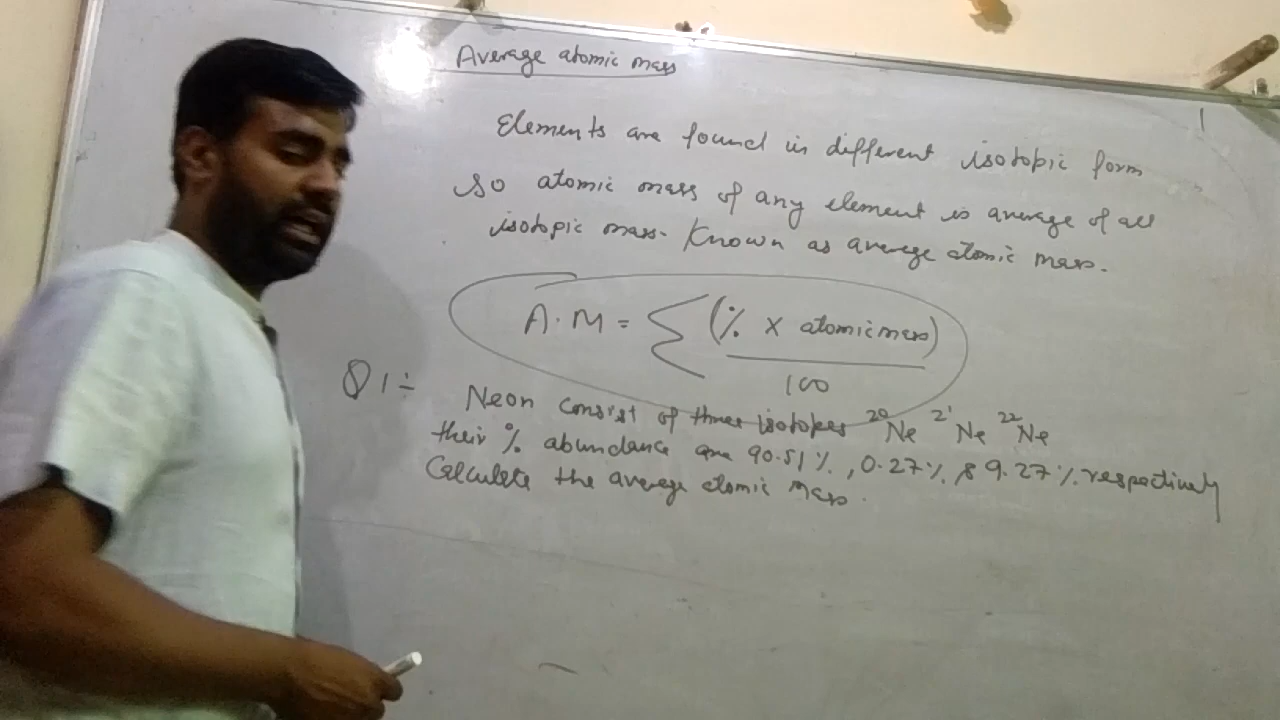 Average atomic mass
Elements are found in different isotopic form
so atomic mass of any element is average of all
isotopic mass. Known as average atomic mass.
A.M = Σ (% X atomic mass)
100
Q1÷ Neon consist of three isotopes ²⁰Ne ²¹Ne ²²Ne
their % abundance are 90.51%, 0.27% & 9.27% respectively
Calculate the average atomic mass.